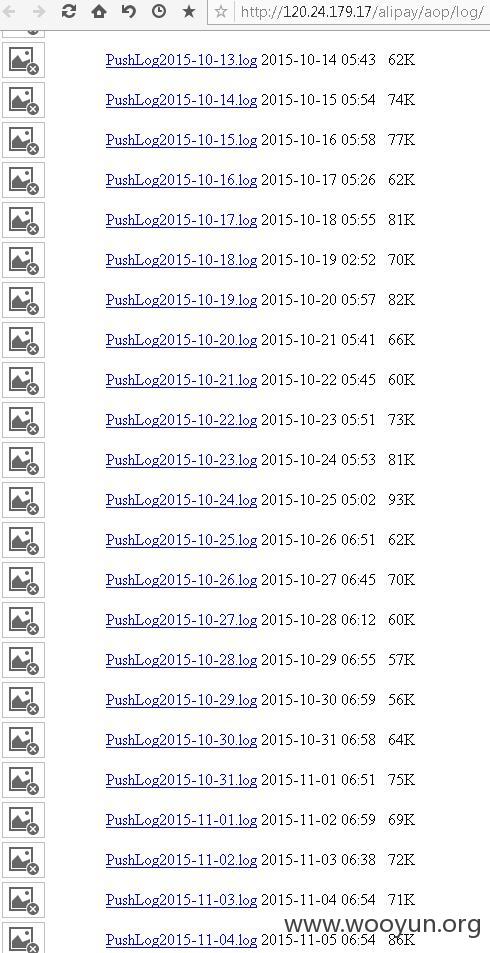 http://120.24.179.17/alipay/aop/log/
PushLog2015-10-13.log 2015-10-14 05:43 62K
PushLog2015-10-14.log 2015-10-15 05:54 74K
PushLog2015-10-15.log 2015-10-16 05:58 77K
PushLog2015-10-16.log 2015-10-17 05:26 62K
PushLog2015-10-17.log 2015-10-18 05:55 81K
PushLog2015-10-18.log 2015-10-19 02:52 70K
PushLog2015-10-19.log 2015-10-20 05:57 82K
PushLog2015-10-20.log 2015-10-21 05:41 66K
PushLog2015-10-21.log 2015-10-22 05:45 60K
PushLog2015-10-22.log 2015-10-23 05:51 73K
PushLog2015-10-23.log 2015-10-24 05:53 81K
PushLog2015-10-24.log 2015-10-25 05:02 93K
PushLog2015-10-25.log 2015-10-26 06:51 62K
PushLog2015-10-26.log 2015-10-27 06:45 70K
PushLog2015-10-27.log 2015-10-28 06:12 60K
PushLog2015-10-28.log 2015-10-29 06:55 57K
PushLog2015-10-29.log 2015-10-30 06:59 56K
PushLog2015-10-30.log 2015-10-31 06:58 64K
PushLog2015-10-31.log 2015-11-01 06:51 75K
PushLog2015-11-01.log 2015-11-02 06:59 69K
PushLog2015-11-02.log 2015-11-03 06:38 72K
PushLog2015-11-03.log 2015-11-04 06:54 71K
www.wooyun.org
PushLog2015-11-04.log 2015-11-05 06:54 86K